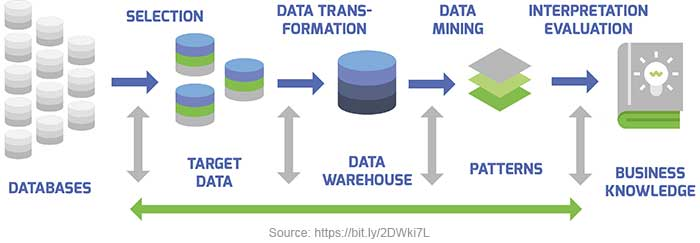 SELECTION
DATA TRANS-
FORMATION
DATA
MINING
INTERPRETATION
EVALUATION
DATABASES
TARGET
DATA
DATA
WAREHOUSE
PATTERNS
BUSINESS
KNOWLEDGE
Source: https://bit.ly/2DWki7L